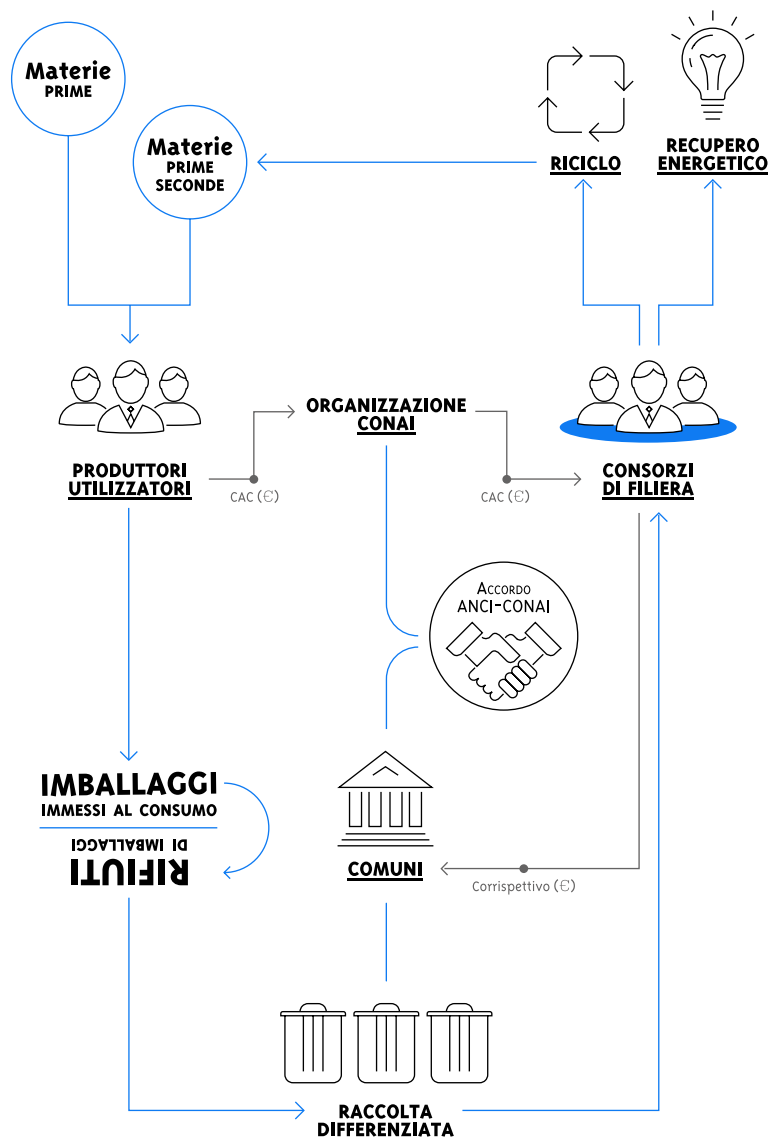 Materie
PRIME
Materie
PRIME
SECONDE
RICICLO
RECUPERO
ENERGETICO
PRODUTTORI
UTILIZZATORI
CAC (€)
ORGANIZZAZIONE
CONAI
CAC (€)
CONSORZI
DI FILIERA
ACCORDO
ANCI-CONAI
IMBALLAGGI
IMMESSI AL CONSUMO
RIFIUTI
DI IMBALLAGGI
COMUNI
Corrispettivo (€)
RACCOLTA
DIFFERENZIATA